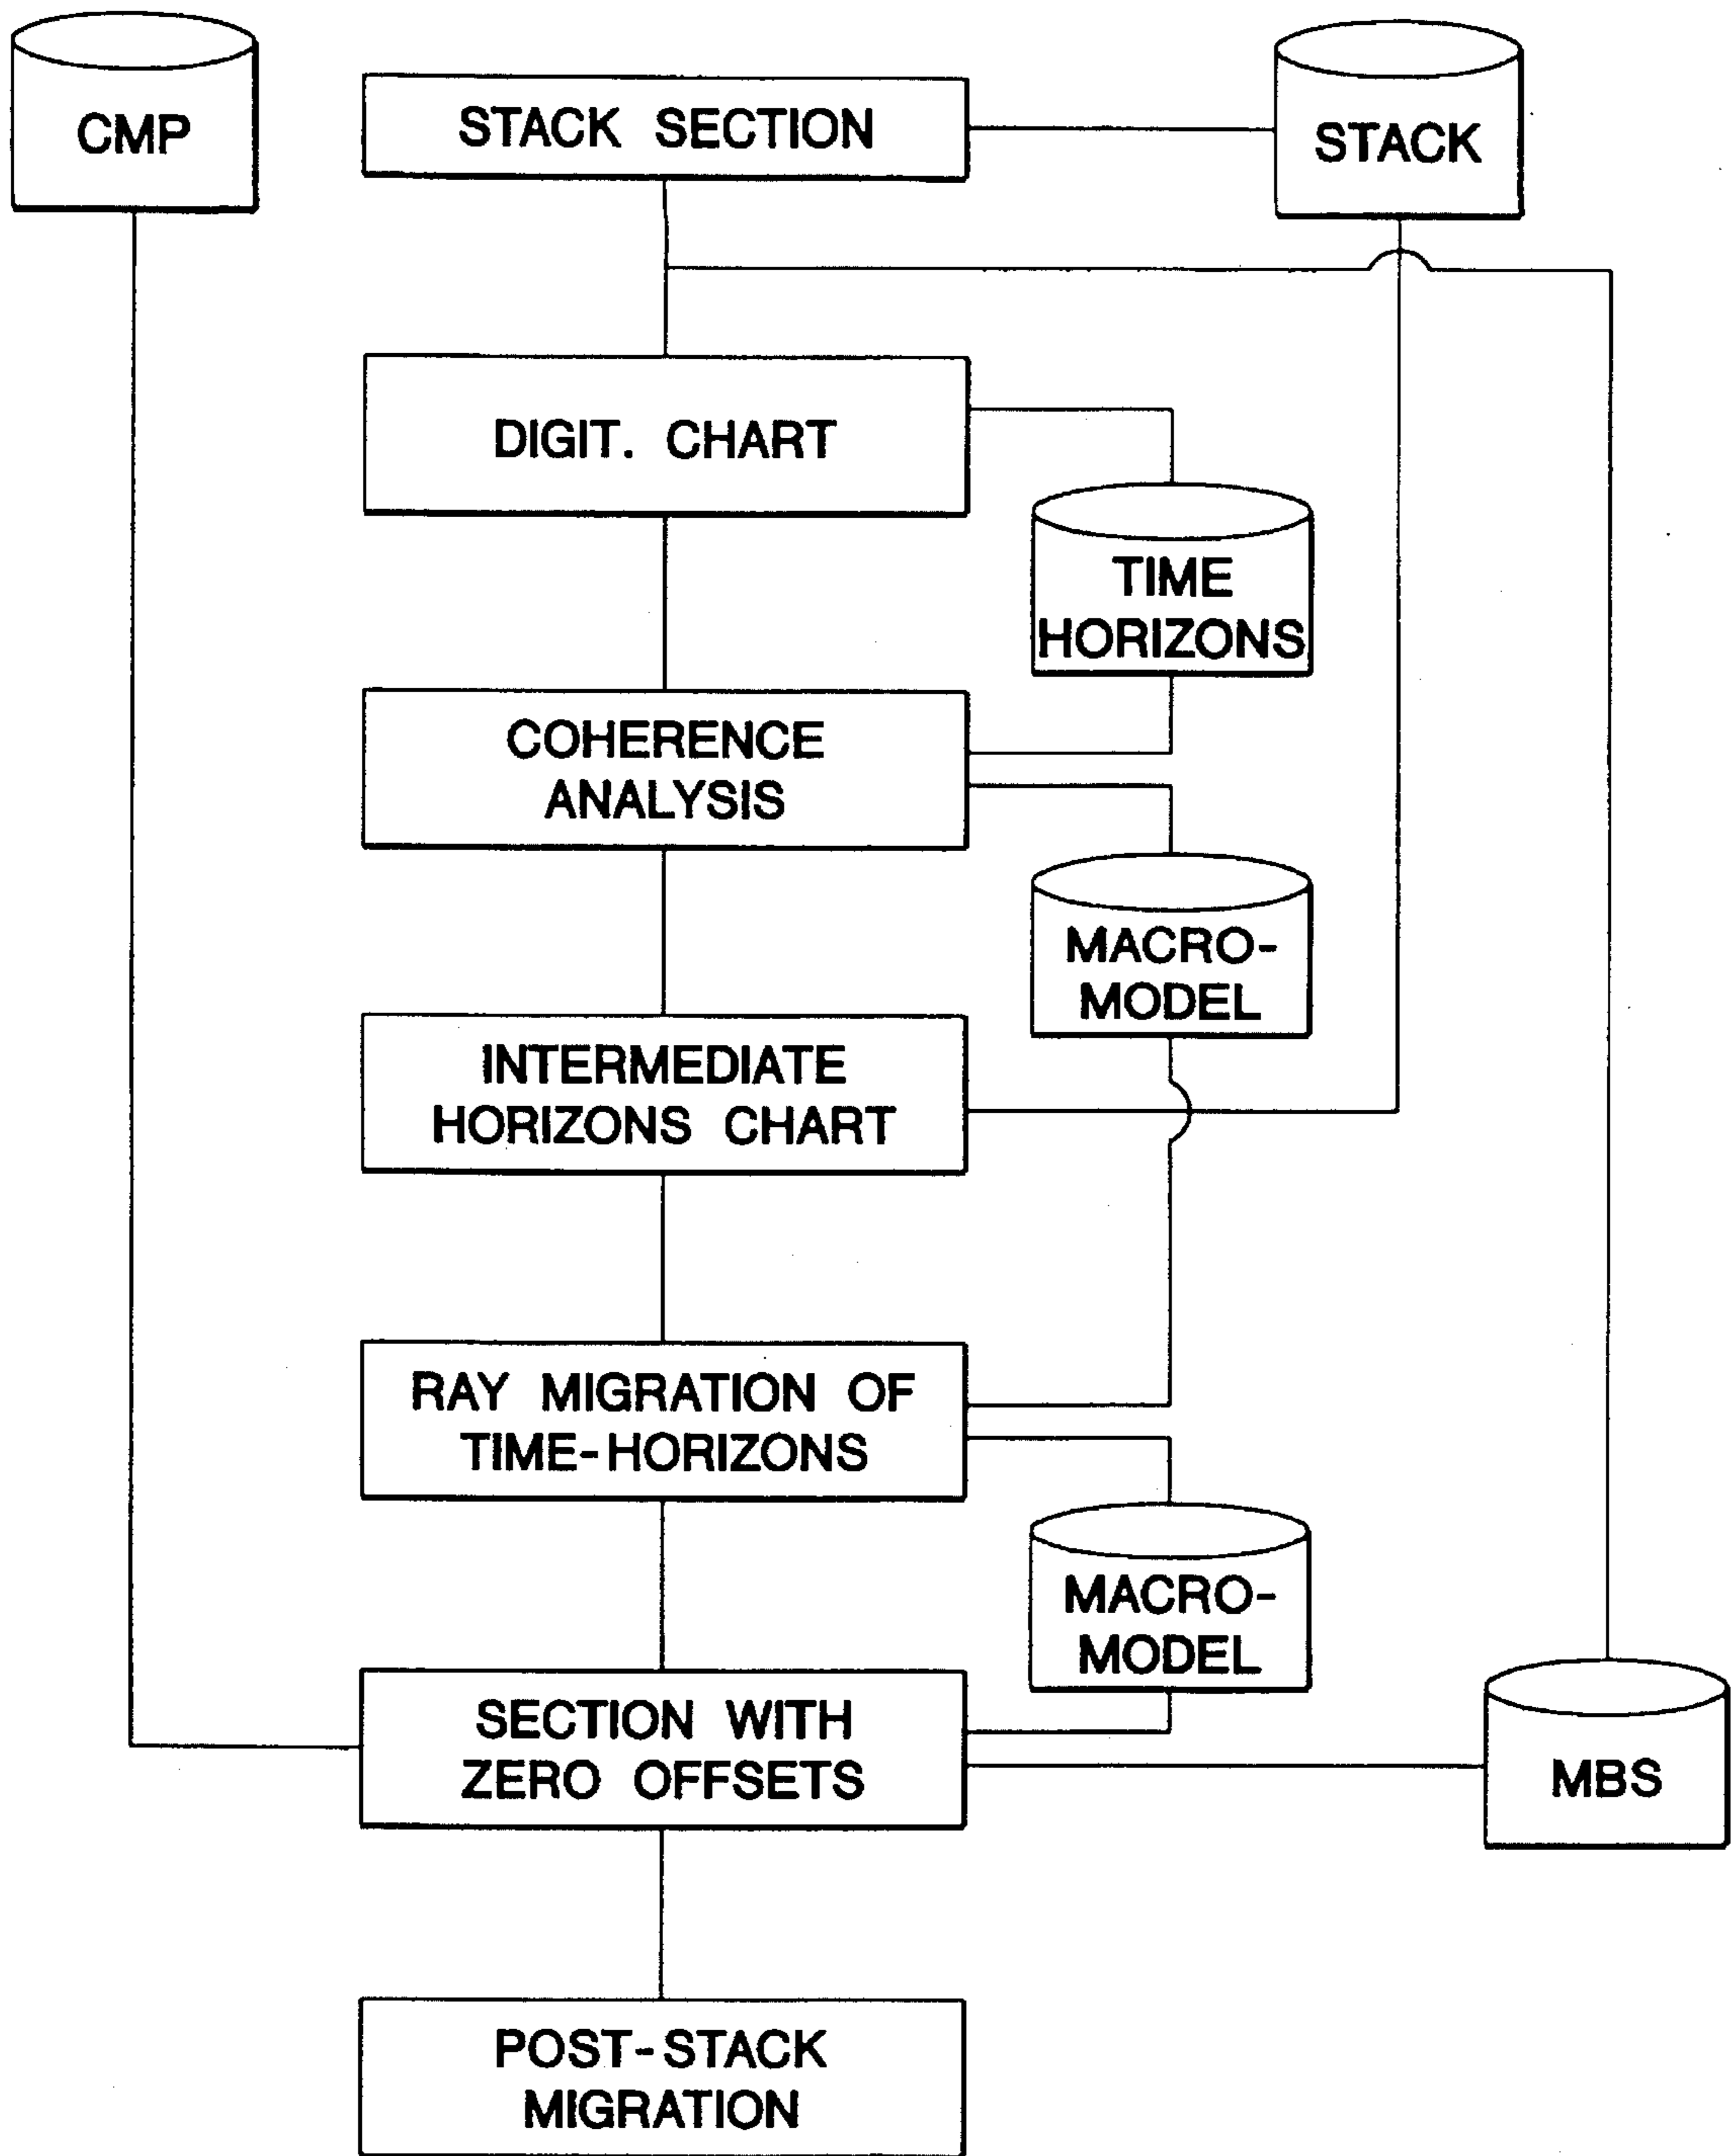 CMP
STACK SECTION
STACK
DIGIT. CHART
TIME
HORIZONS
COHERENCE
ANALYSIS
MACRO-
MODEL
INTERMEDIATE
HORIZONS CHART
RAY MIGRATION OF
TIME-HORIZONS
MACRO-
MODEL
SECTION WITH
ZERO OFFSETS
MBS
POST-STACK
MIGRATION